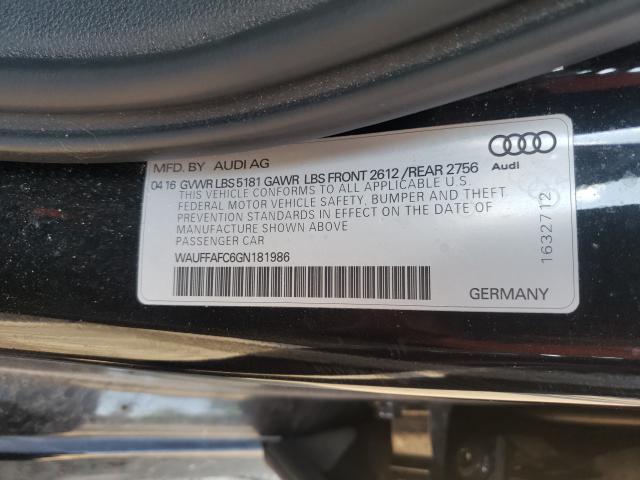 MFD. BY AUDI AG
04 16 GVWR LBS 5181 GAWR LBS FRONT 2612 /REAR 2756
THIS VEHICLE CONFORMS TO ALL APPLICABLE U.S.
FEDERAL MOTOR VEHICLE SAFETY, BUMPER AND THEFT
PREVENTION STANDARDS IN EFFECT ON THE DATE OF
MANUFACTURE SHOWN ABOVE
PASSENGER CAR
WAUFFAFC6GN181986
Audi
1632712
GERMANY